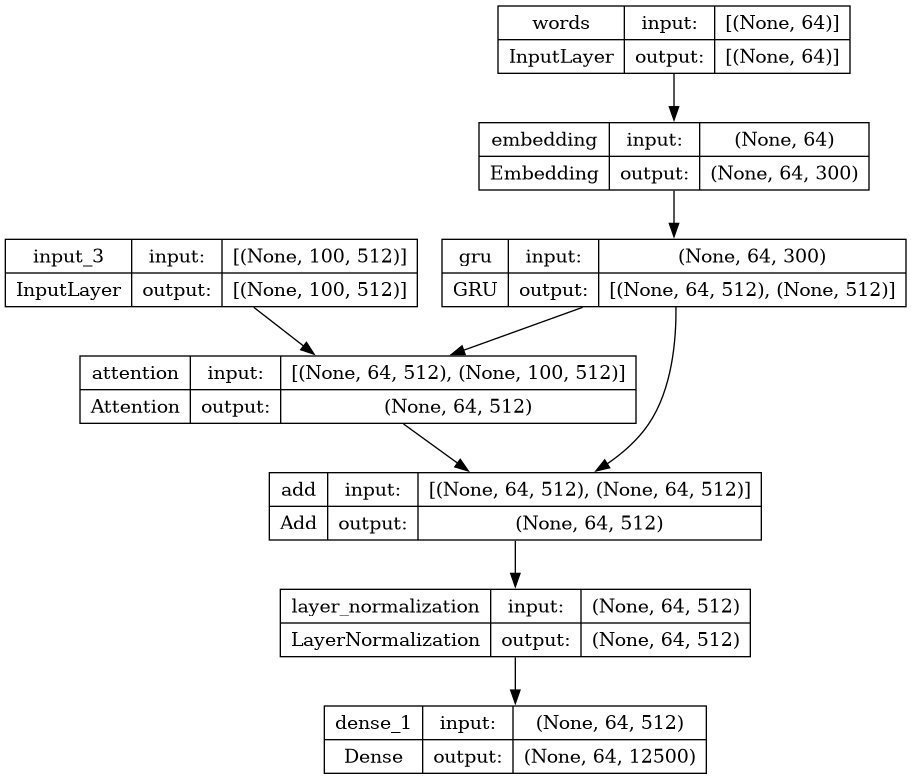 words input: [(None, 64)]
InputLayer output: [(None, 64)]
embedding input: (None, 64)
Embedding output: (None, 64, 300)
input_3 input: [(None, 100, 512)]
InputLayer output: [(None, 100, 512)]
gru input: (None, 64, 300)
GRU output: [(None, 64, 512), (None, 512)]
attention input: [(None, 64, 512), (None, 100, 512)]
Attention output: (None, 64, 512)
add input: [(None, 64, 512), (None, 64, 512)]
Add output: (None, 64, 512)
layer_normalization input: (None, 64, 512)
LayerNormalization output: (None, 64, 512)
dense_1 input: (None, 64, 512)
Dense output: (None, 64, 12500)